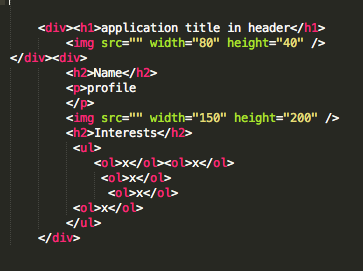 <div><h1>application title in header</h1>
<img src="" width="80" height="40" />
</div><div>
<h2>Name</h2>
<p>profile
</p>
<img src="" width="150" height="200" />
<h2>Interests</h2>
<ul>
<ol>x</ol><ol>x</ol>
<ol>x</ol>
<ol>x</ol>
<ol>x</ol>
</ul>
</div>